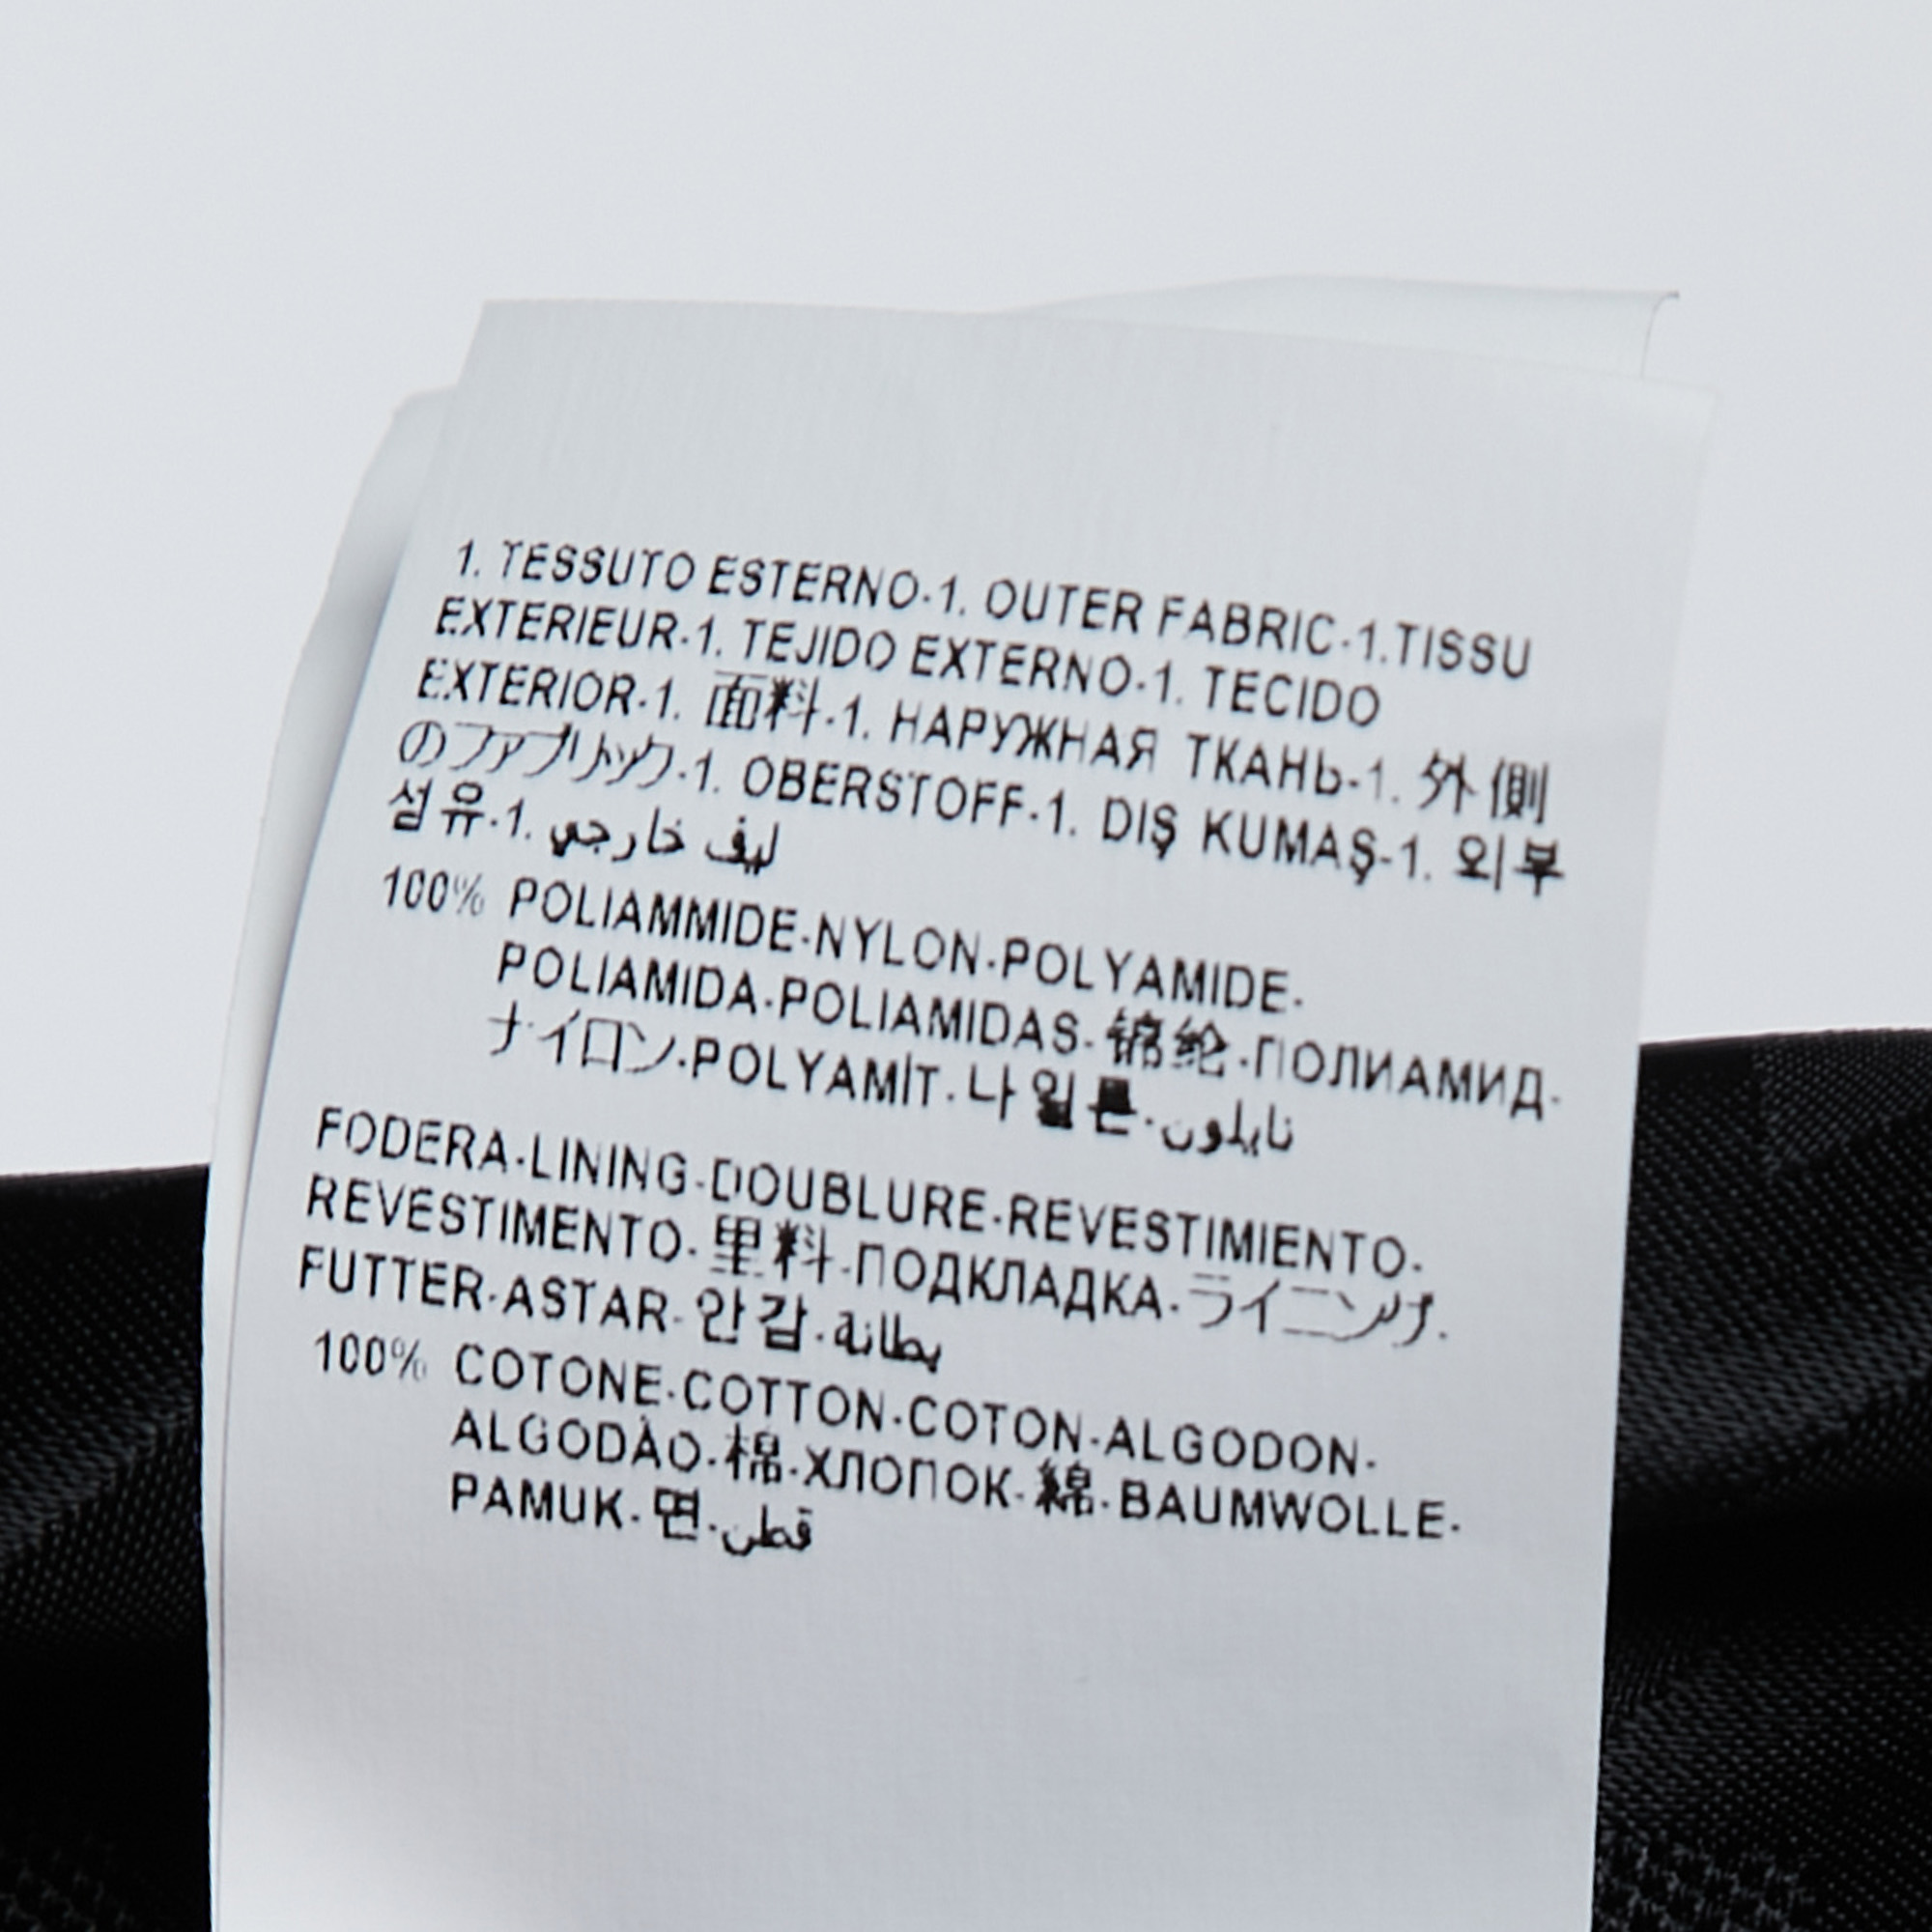 1. TESSUTO ESTERNO-1. OUTER FABRIC-1.TISSU
EXTERIEUR-1. TEJIDO EXTERNO-1. TECIDO
EXTERIOR-1. 面料-1. НАРУЖНАЯ ТКАНЬ-1. 外側
のファブリック-1. OBERSTOFF-1. DIŞ KUMAŞ-1. 외부
섬유-1. ليف خارجي
100% POLIAMMIDE-NYLON-POLYAMIDE-
POLIAMIDA-POLIAMIDAS-锦纶-ПОЛИАМИД-
ナイロン-POLYAMİT-나일론-نايلون
FODERA-LINING-DOUBLURE-REVESTIMIENTO-
REVESTIMENTO-里料-ПОДКЛАДКА-ライニング-
FUTTER-ASTAR-안감-بطانة
100% COTONE-COTTON-COTON-ALGODON-
ALGODÃO-棉-ХЛОПОК-綿-BAUMWOLLE-
PAMUK-면-قطن